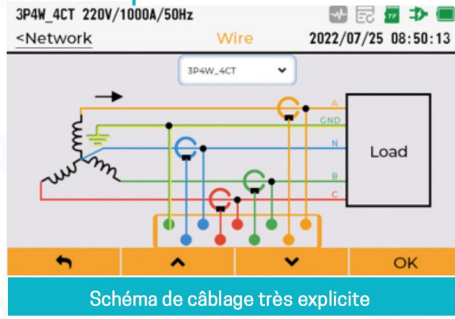 3P4W_4CT 220V/1000A/50Hz
TF
<Network Wire 2022/07/25 08:50:13
3P4W_4CT
A
GND
N
Load
B
C
OK
Schéma de câblage très explicite